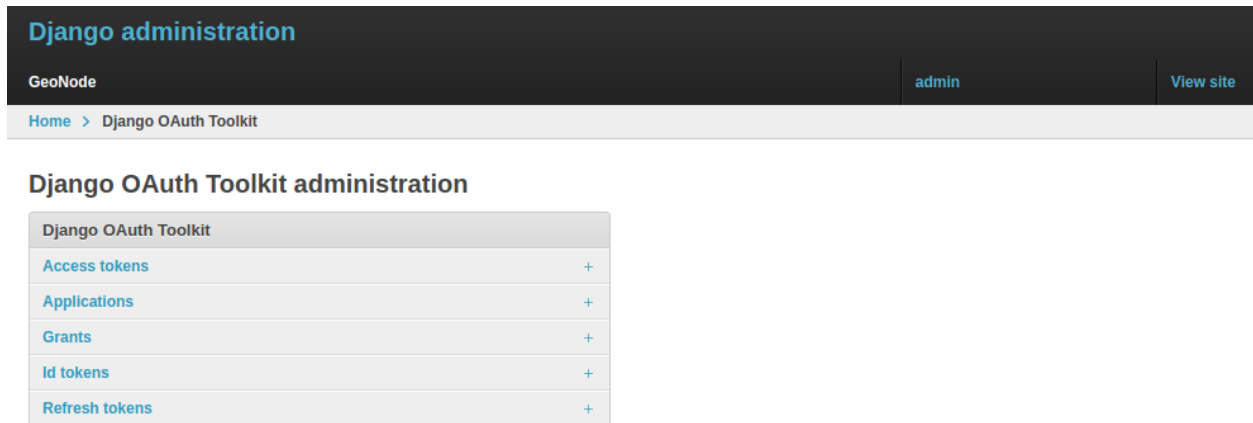 Django administration
GeoNode admin View site
Home > Django OAuth Toolkit
Django OAuth Toolkit administration
Django OAuth Toolkit
Access tokens +
Applications +
Grants +
Id tokens +
Refresh tokens +